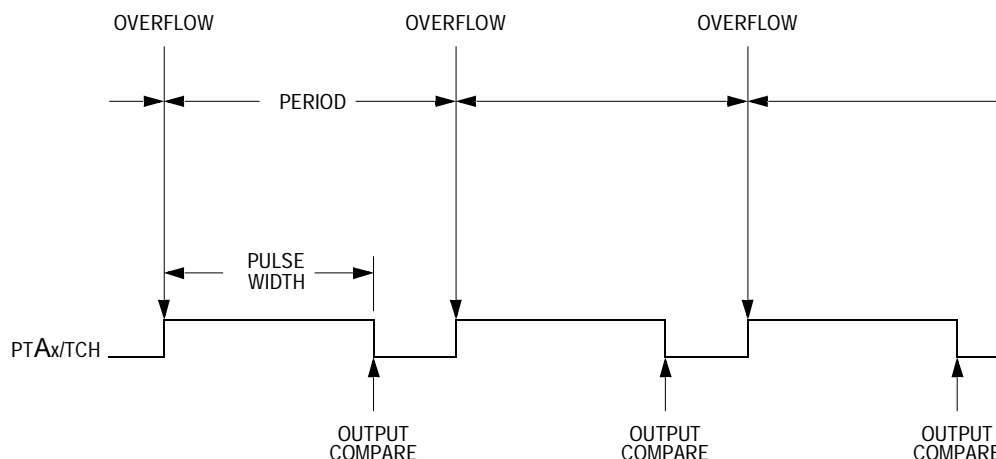 OVERFLOW OVERFLOW OVERFLOW
PERIOD
PULSE
WIDTH
PTAx/TCH
OUTPUT OUTPUT OUTPUT
COMPARE COMPARE COMPARE